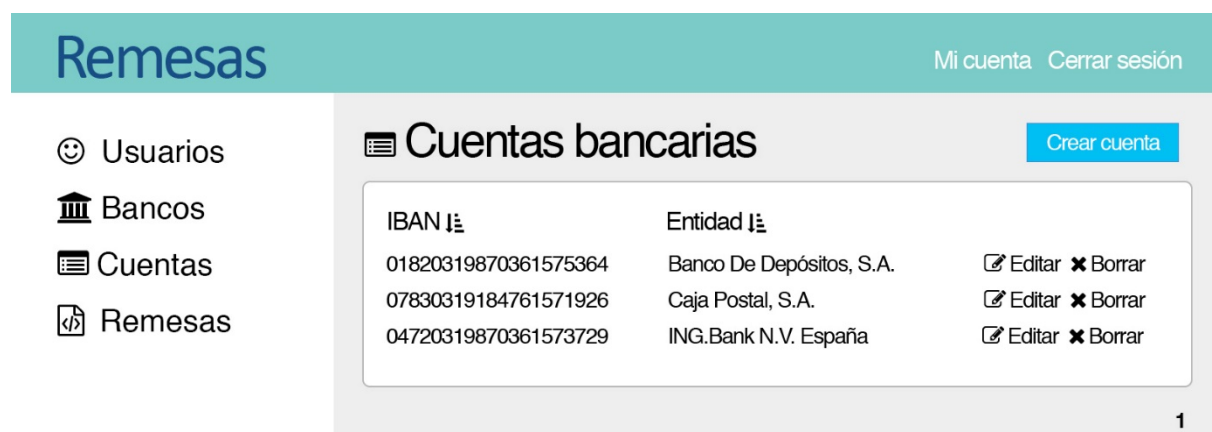 Remesas
Mi cuenta Cerrar sesión
Usuarios
Bancos
Cuentas
Remesas
Cuentas bancarias
Crear cuenta
IBAN Entidad
01820319870361575364 Banco De Depósitos, S.A. Editar Borrar
07830319184761571926 Caja Postal, S.A. Editar Borrar
04720319870361573729 ING.Bank N.V. España Editar Borrar
1